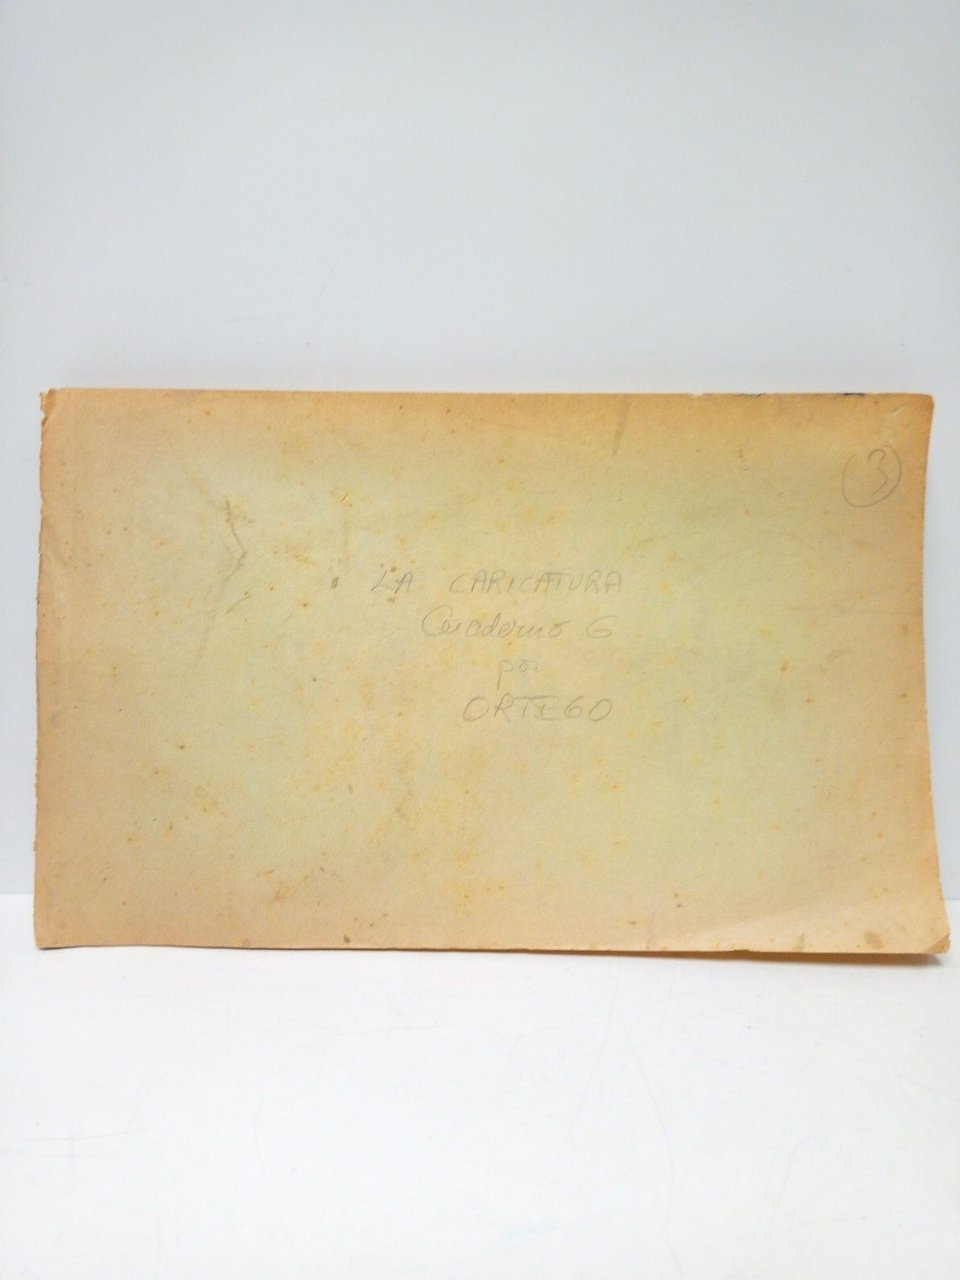 3
LA CARICATURA
Cuaderno 6
por
ORTEGO